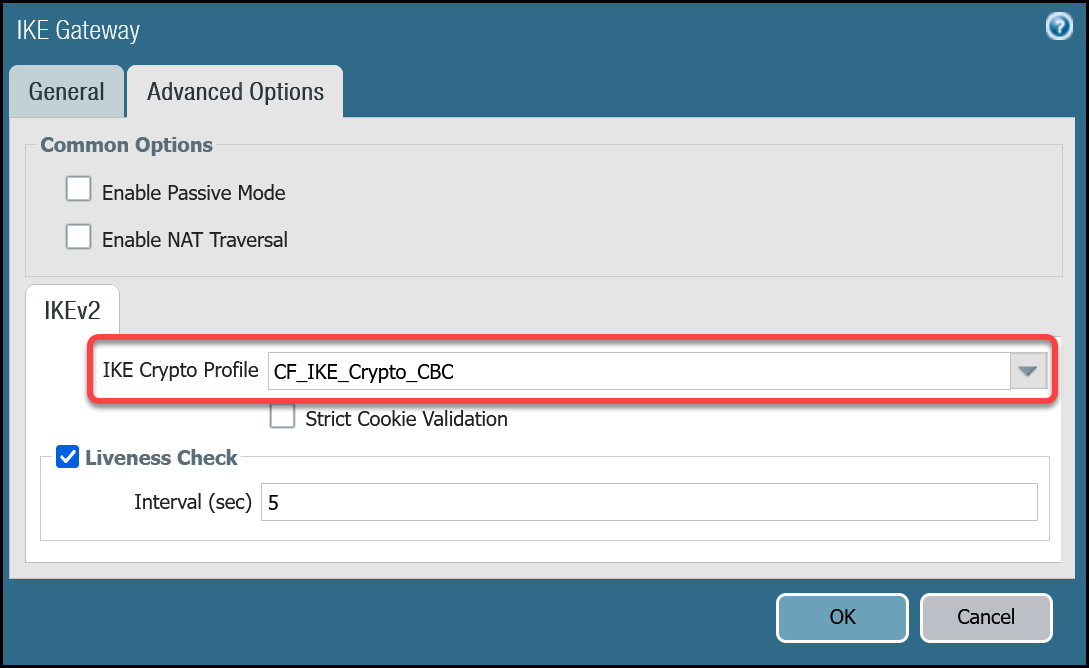 IKE Gateway
General
Advanced Options
Common Options
Enable Passive Mode
Enable NAT Traversal
IKEv2
IKE Crypto Profile CF_IKE_Crypto_CBC
Strict Cookie Validation
Liveness Check
Interval (sec) 5
OK
Cancel